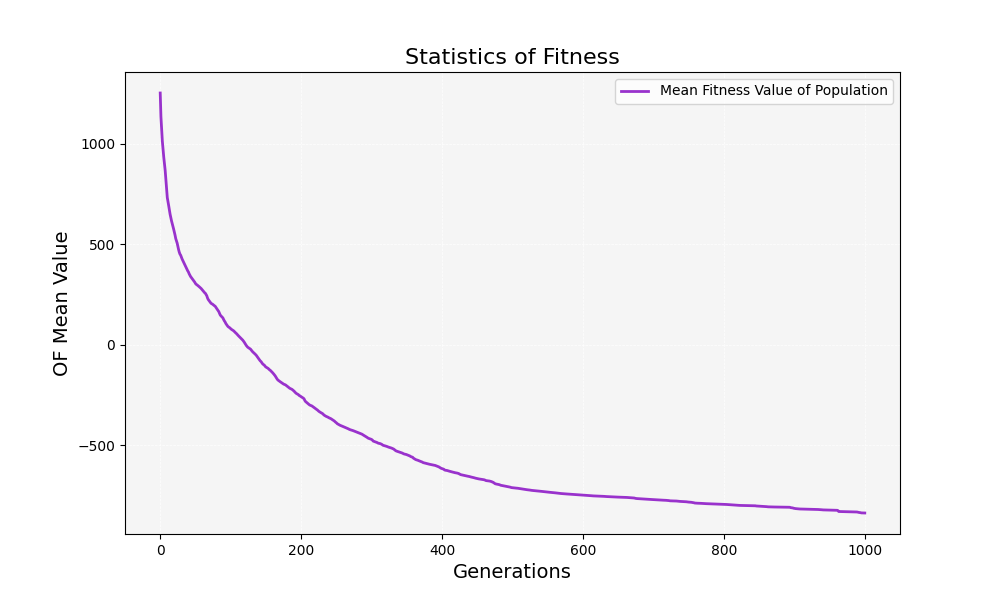 Statistics of Fitness
Mean Fitness Value of Population
OF Mean Value
1000
500
0
−500
0
200
400
600
800
1000
Generations